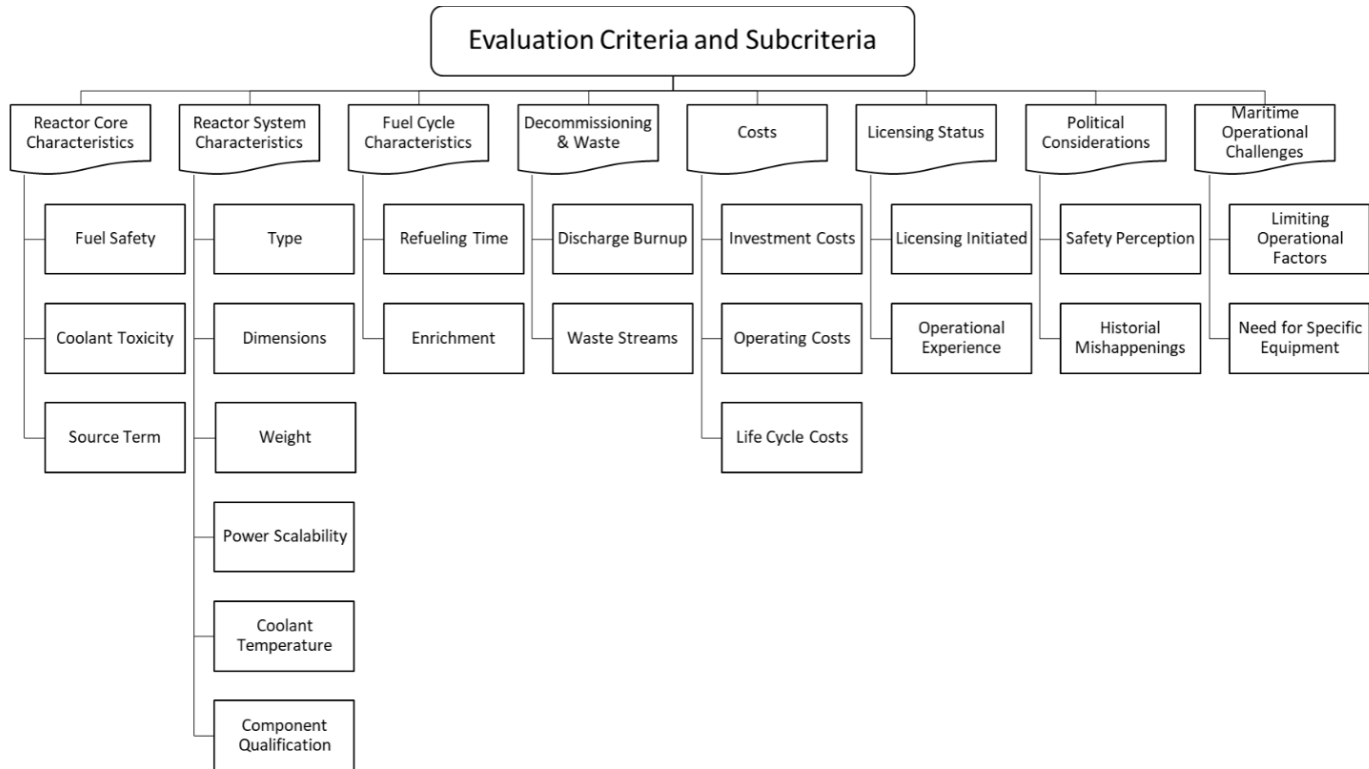 Evaluation Criteria and Subcriteria
Reactor Core
Characteristics
Reactor System
Characteristics
Fuel Cycle
Characteristics
Decommissioning
& Waste
Costs
Licensing Status
Political
Considerations
Maritime
Operational
Challenges
Fuel Safety
Type
Refueling Time
Discharge Burnup
Investment Costs
Licensing Initiated
Safety Perception
Limiting
Operational
Factors
Coolant Toxicity
Dimensions
Enrichment
Waste Streams
Operating Costs
Operational
Experience
Historial
Mishappenings
Need for Specific
Equipment
Source Term
Weight
Life Cycle Costs
Power Scalability
Coolant
Temperature
Component
Qualification